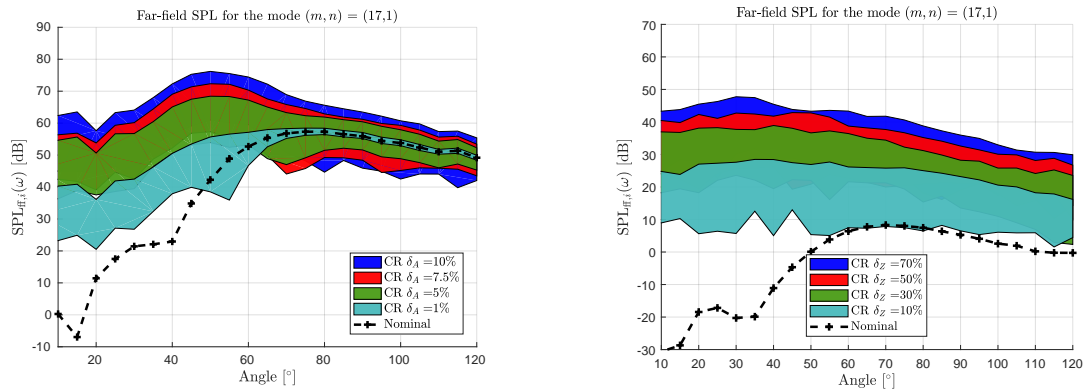 Far-field SPL for the mode (m, n) = (17,1)
90
80
70
60
50
40
30
20
10
0
-10
SPL_ff,i(ω) [dB]
CR δ_A =10%
CR δ_A =7.5%
CR δ_A =5%
CR δ_A =1%
Nominal
20 40 60 80 100 120
Angle [°]
Far-field SPL for the mode (m, n) = (17,1)
70
60
50
40
30
20
10
0
-10
-20
-30
SPL_ff,i(ω) [dB]
CR δ_Z =70%
CR δ_Z =50%
CR δ_Z =30%
CR δ_Z =10%
Nominal
10 20 30 40 50 60 70 80 90 100 110 120
Angle [°]